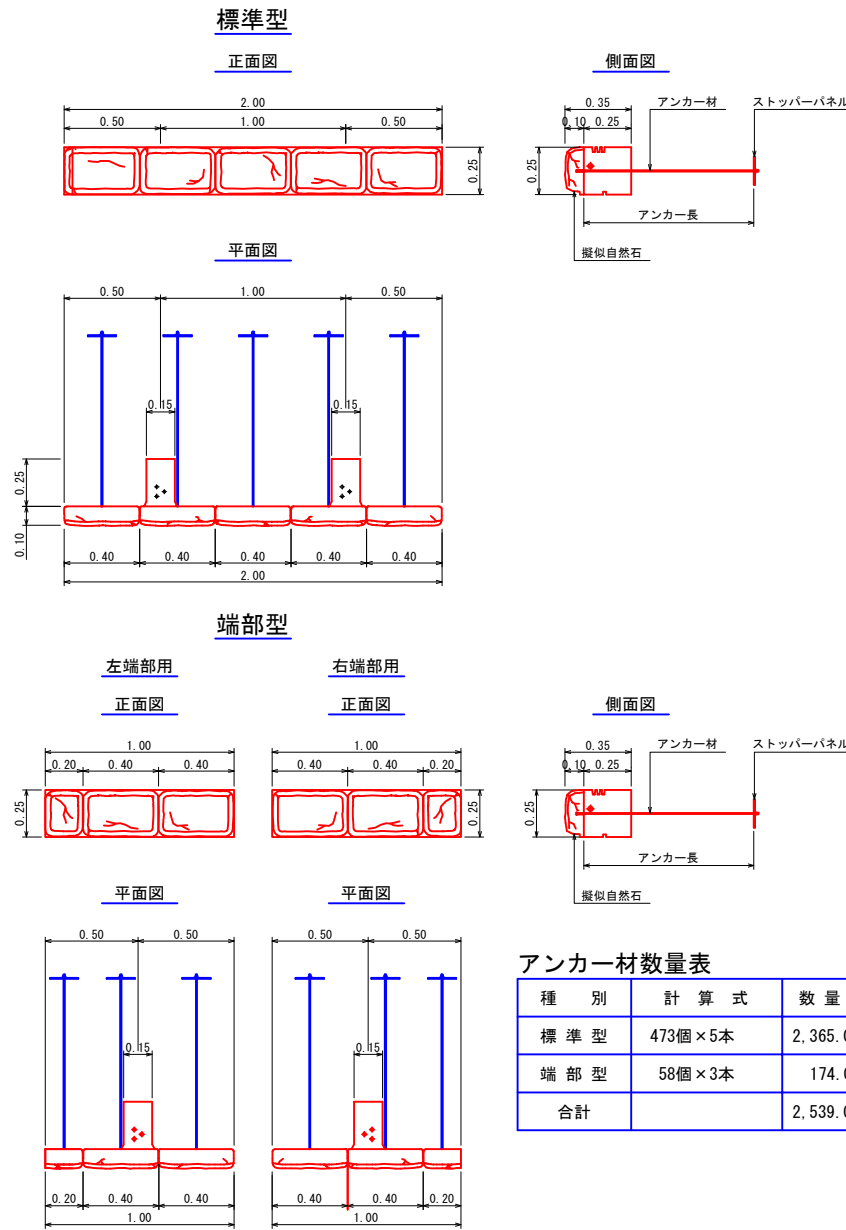 標準型
正面図
側面図
2.00
0.50 1.00 0.50
0.25
0.35
0.10 0.25
アンカー材
ストッパーパネル
0.25
アンカー長
擬似自然石
平面図
0.50 1.00 0.50
0.15 0.15
0.25
0.10
0.40 0.40 0.40 0.40 0.40
2.00
端部型
左端部用
右端部用
正面図
正面図
側面図
1.00
0.20 0.40 0.40
0.25
1.00
0.40 0.40 0.20
0.25
0.35
0.10 0.25
アンカー材
ストッパーパネル
0.25
アンカー長
擬似自然石
平面図
平面図
0.50 0.50
0.15
0.20 0.40 0.40
1.00
0.50 0.50
0.15
0.40 0.40 0.20
1.00
アンカー材数量表
種 別 計 算 式 数 量
標 準 型 473個×5本 2,365.0
端 部 型 58個×3本 174.0
合計 2,539.0